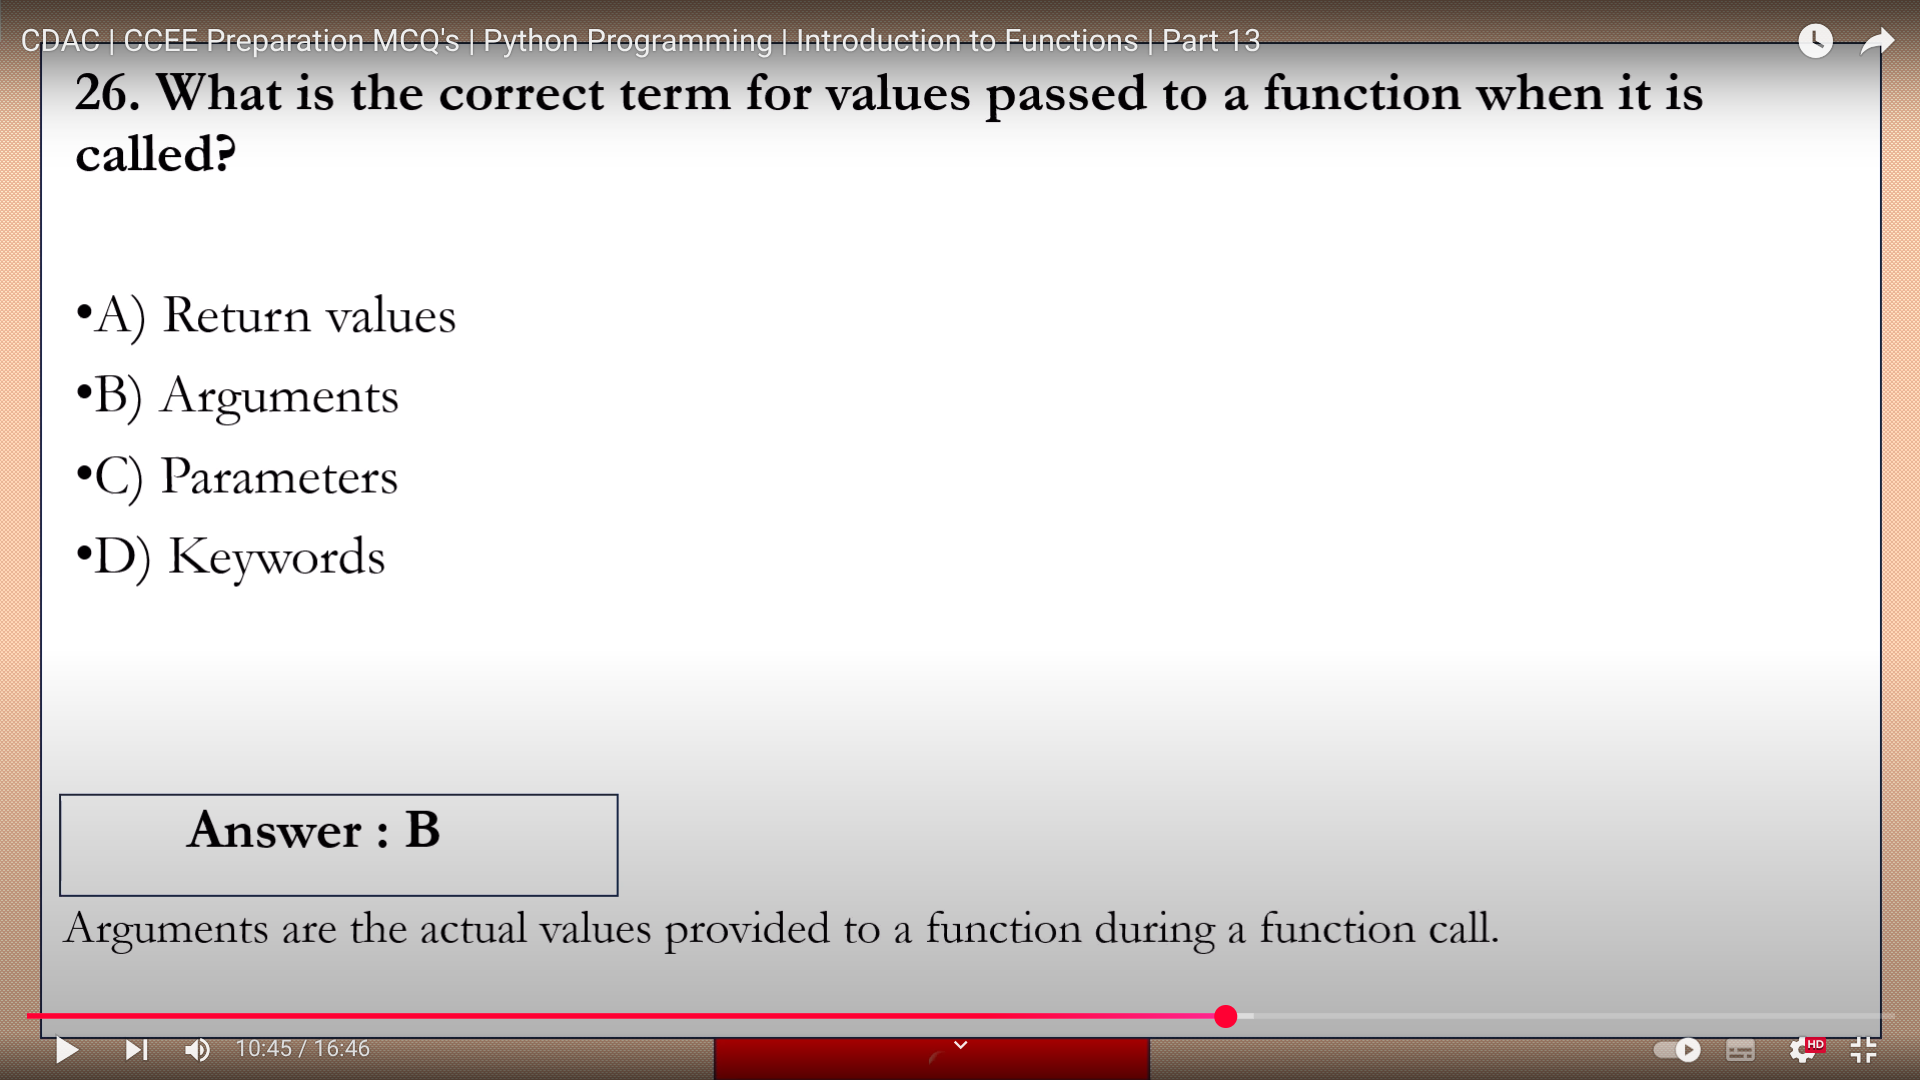 CDAC | CCEE Preparation MCQ's | Python Programming | Introduction to Functions | Part 13
26. What is the correct term for values passed to a function when it is
called?
•A) Return values
•B) Arguments
•C) Parameters
•D) Keywords
Answer : B
Arguments are the actual values provided to a function during a function call.
10:45 / 16:46
HD